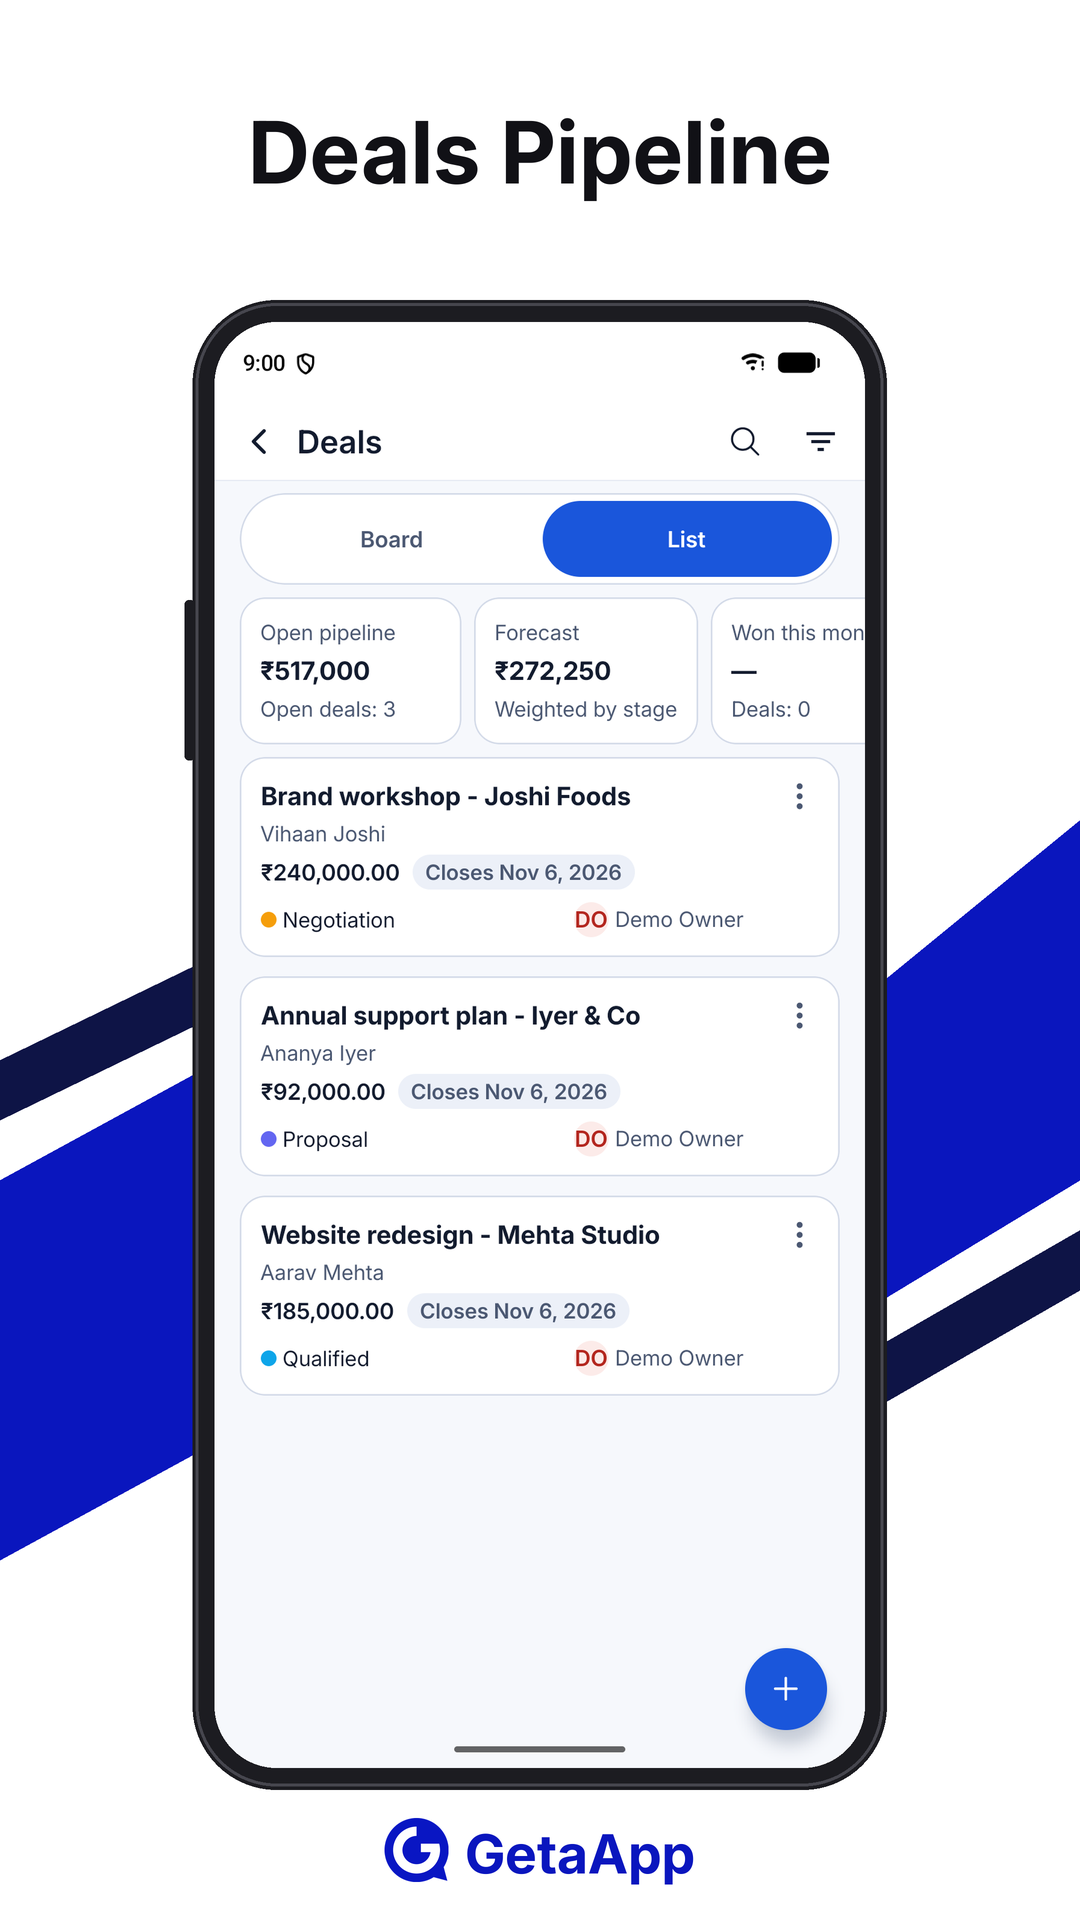 Deals Pipeline
9:00
Deals
Board
List
Open pipeline
₹517,000
Open deals: 3
Forecast
₹272,250
Weighted by stage
Won this mon
—
Deals: 0
Brand workshop - Joshi Foods
Vihaan Joshi
₹240,000.00 Closes Nov 6, 2026
Negotiation DO Demo Owner
Annual support plan - Iyer & Co
Ananya Iyer
₹92,000.00 Closes Nov 6, 2026
Proposal DO Demo Owner
Website redesign - Mehta Studio
Aarav Mehta
₹185,000.00 Closes Nov 6, 2026
Qualified DO Demo Owner
GetaApp